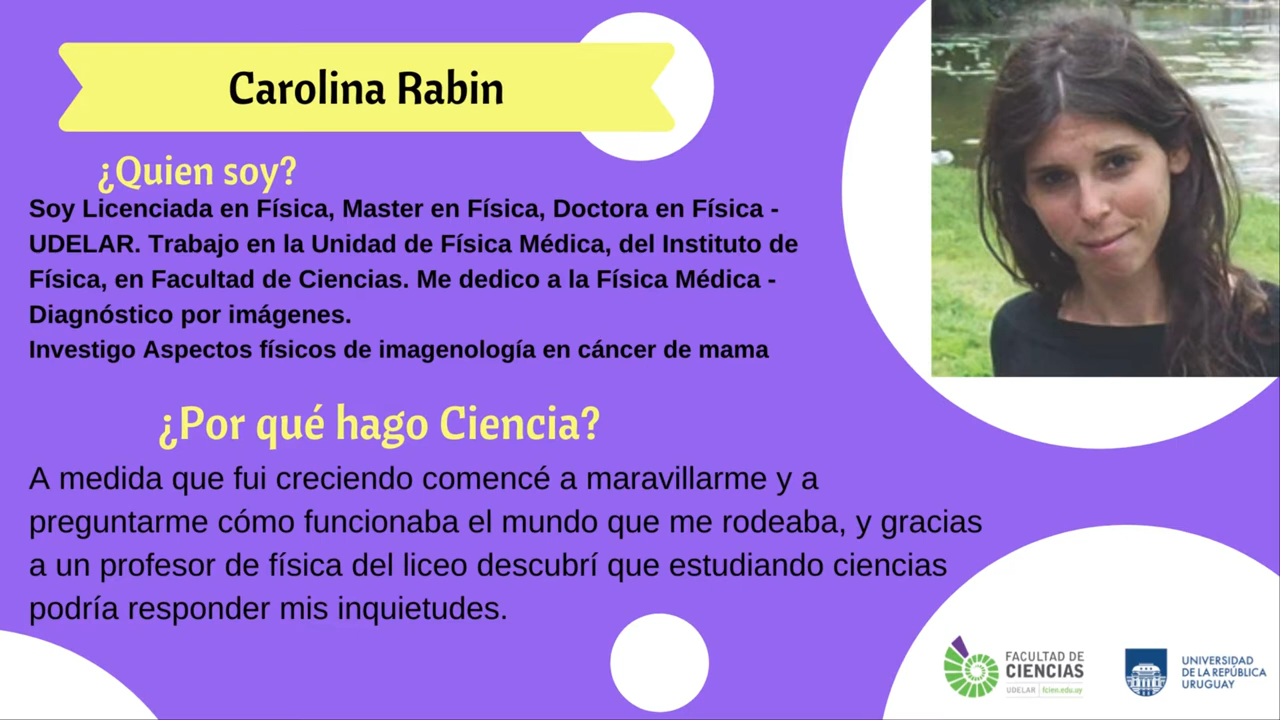 Carolina Rabin
¿Quien soy?
Soy Licenciada en Física, Master en Física, Doctora en Física -
UDELAR. Trabajo en la Unidad de Física Médica, del Instituto de
Física, en Facultad de Ciencias. Me dedico a la Física Médica -
Diagnóstico por imágenes.
Investigo Aspectos físicos de imagenología en cáncer de mama
¿Por qué hago Ciencia?
A medida que fui creciendo comencé a maravillarme y a
preguntarme cómo funcionaba el mundo que me rodeaba, y gracias
a un profesor de física del liceo descubrí que estudiando ciencias
podría responder mis inquietudes.
FACULTAD DE
CIENCIAS
UDELAR | fcien.edu.uy
UNIVERSIDAD
DE LA REPÚBLICA
URUGUAY